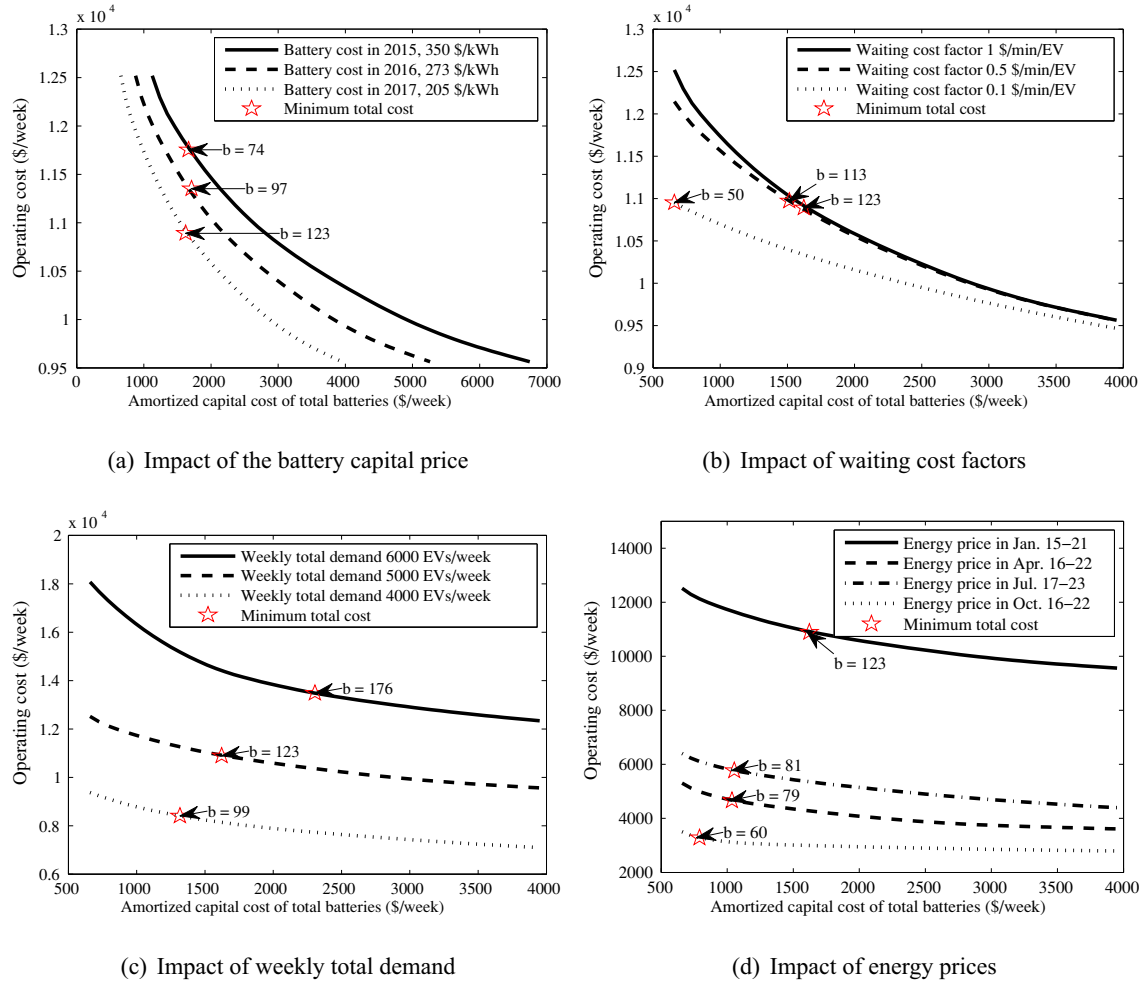 x 10⁴
1.3
1.25
1.2
1.15
1.1
1.05
1
0.95
Operating cost ($/week)
Battery cost in 2015, 350 $/kWh
Battery cost in 2016, 273 $/kWh
Battery cost in 2017, 205 $/kWh
Minimum total cost
b = 74
b = 97
b = 123
0 1000 2000 3000 4000 5000 6000 7000
Amortized capital cost of total batteries ($/week)
(a) Impact of the battery capital price
x 10⁴
1.3
1.25
1.2
1.15
1.1
1.05
1
0.95
0.9
Operating cost ($/week)
Waiting cost factor 1 $/min/EV
Waiting cost factor 0.5 $/min/EV
Waiting cost factor 0.1 $/min/EV
Minimum total cost
b = 113
b = 50
b = 123
500 1000 1500 2000 2500 3000 3500 4000
Amortized capital cost of total batteries ($/week)
(b) Impact of waiting cost factors
x 10⁴
2
1.8
1.6
1.4
1.2
1
0.8
0.6
Operating cost ($/week)
Weekly total demand 6000 EVs/week
Weekly total demand 5000 EVs/week
Weekly total demand 4000 EVs/week
Minimum total cost
b = 176
b = 123
b = 99
500 1000 1500 2000 2500 3000 3500 4000
Amortized capital cost of total batteries ($/week)
(c) Impact of weekly total demand
14000
12000
10000
8000
6000
4000
2000
Operating cost ($/week)
Energy price in Jan. 15−21
Energy price in Apr. 16−22
Energy price in Jul. 17−23
Energy price in Oct. 16−22
Minimum total cost
b = 123
b = 81
b = 79
b = 60
500 1000 1500 2000 2500 3000 3500 4000
Amortized capital cost of total batteries ($/week)
(d) Impact of energy prices